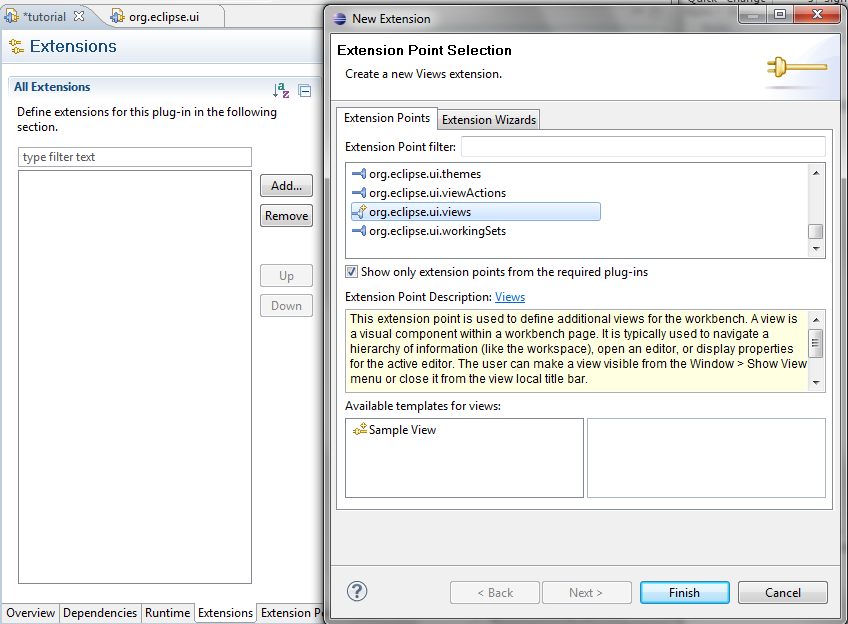 *tutorial
org.eclipse.ui
Extensions
All Extensions
Define extensions for this plug-in in the following
section.
type filter text
Add...
Remove
Up
Down
Overview
Dependencies
Runtime
Extensions
Extension Po
Quick Change
New Extension
Extension Point Selection
Create a new Views extension.
Extension Points
Extension Wizards
Extension Point filter:
org.eclipse.ui.themes
org.eclipse.ui.viewActions
org.eclipse.ui.views
org.eclipse.ui.workingSets
Show only extension points from the required plug-ins
Extension Point Description: Views
This extension point is used to define additional views for the workbench. A view is
a visual component within a workbench page. It is typically used to navigate a
hierarchy of information (like the workspace), open an editor, or display properties
for the active editor. The user can make a view visible from the Window > Show View
menu or close it from the view local title bar.
Available templates for views:
Sample View
?
< Back
Next >
Finish
Cancel